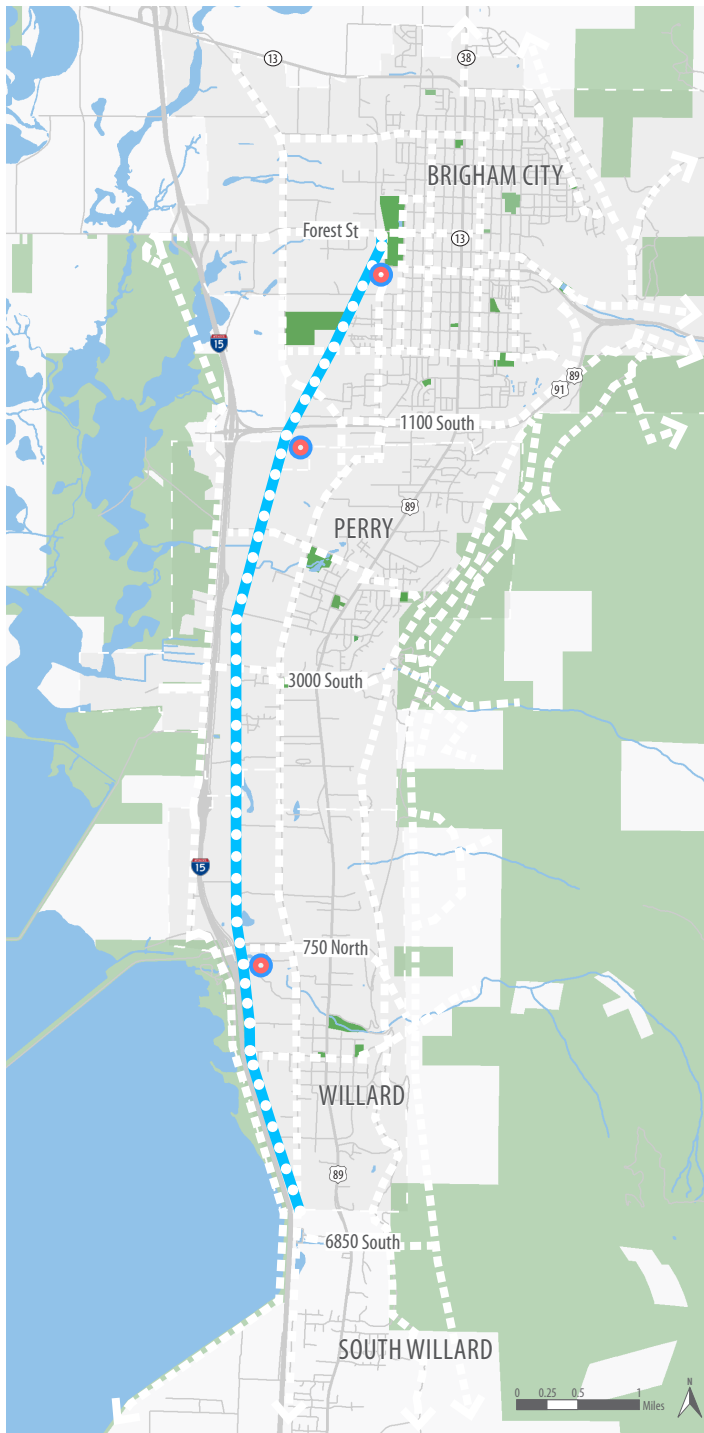 13
38
BRIGHAM CITY
Forest St
13
15
89
91
1100 South
89
PERRY
3000 South
15
750 North
WILLARD
89
6850 South
SOUTH WILLARD
N
0 0.25 0.5 1
Miles